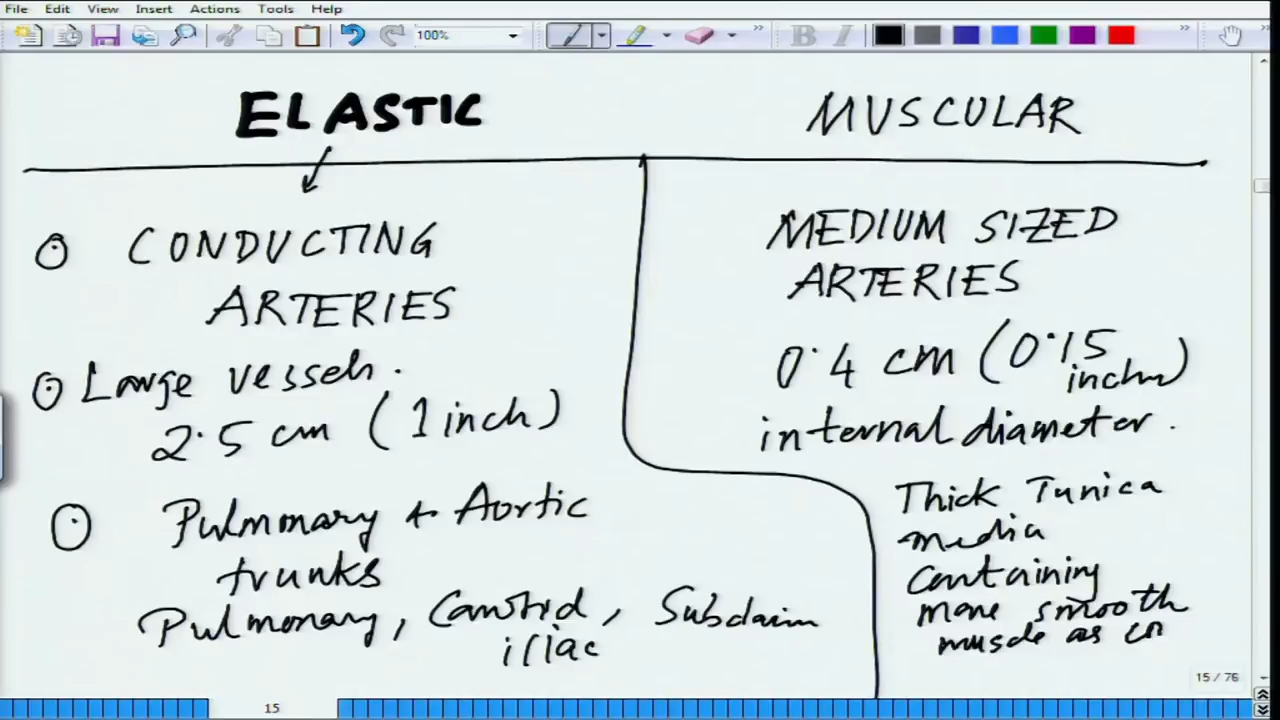 File Edit View Insert Actions Tools Help
100%
ELASTIC
CONDUCTING
ARTERIES
Large vessels.
2.5 cm (1 inch)
Pulmonary + Aortic
trunks
Pulmonary, Carotid, Subclavian
iliac
MUSCULAR
MEDIUM SIZED
ARTERIES
0.4 cm (0.15
inches)
internal diameter.
Thick Tunica
media
Containing
more smooth
muscle as co
15 / 76
15